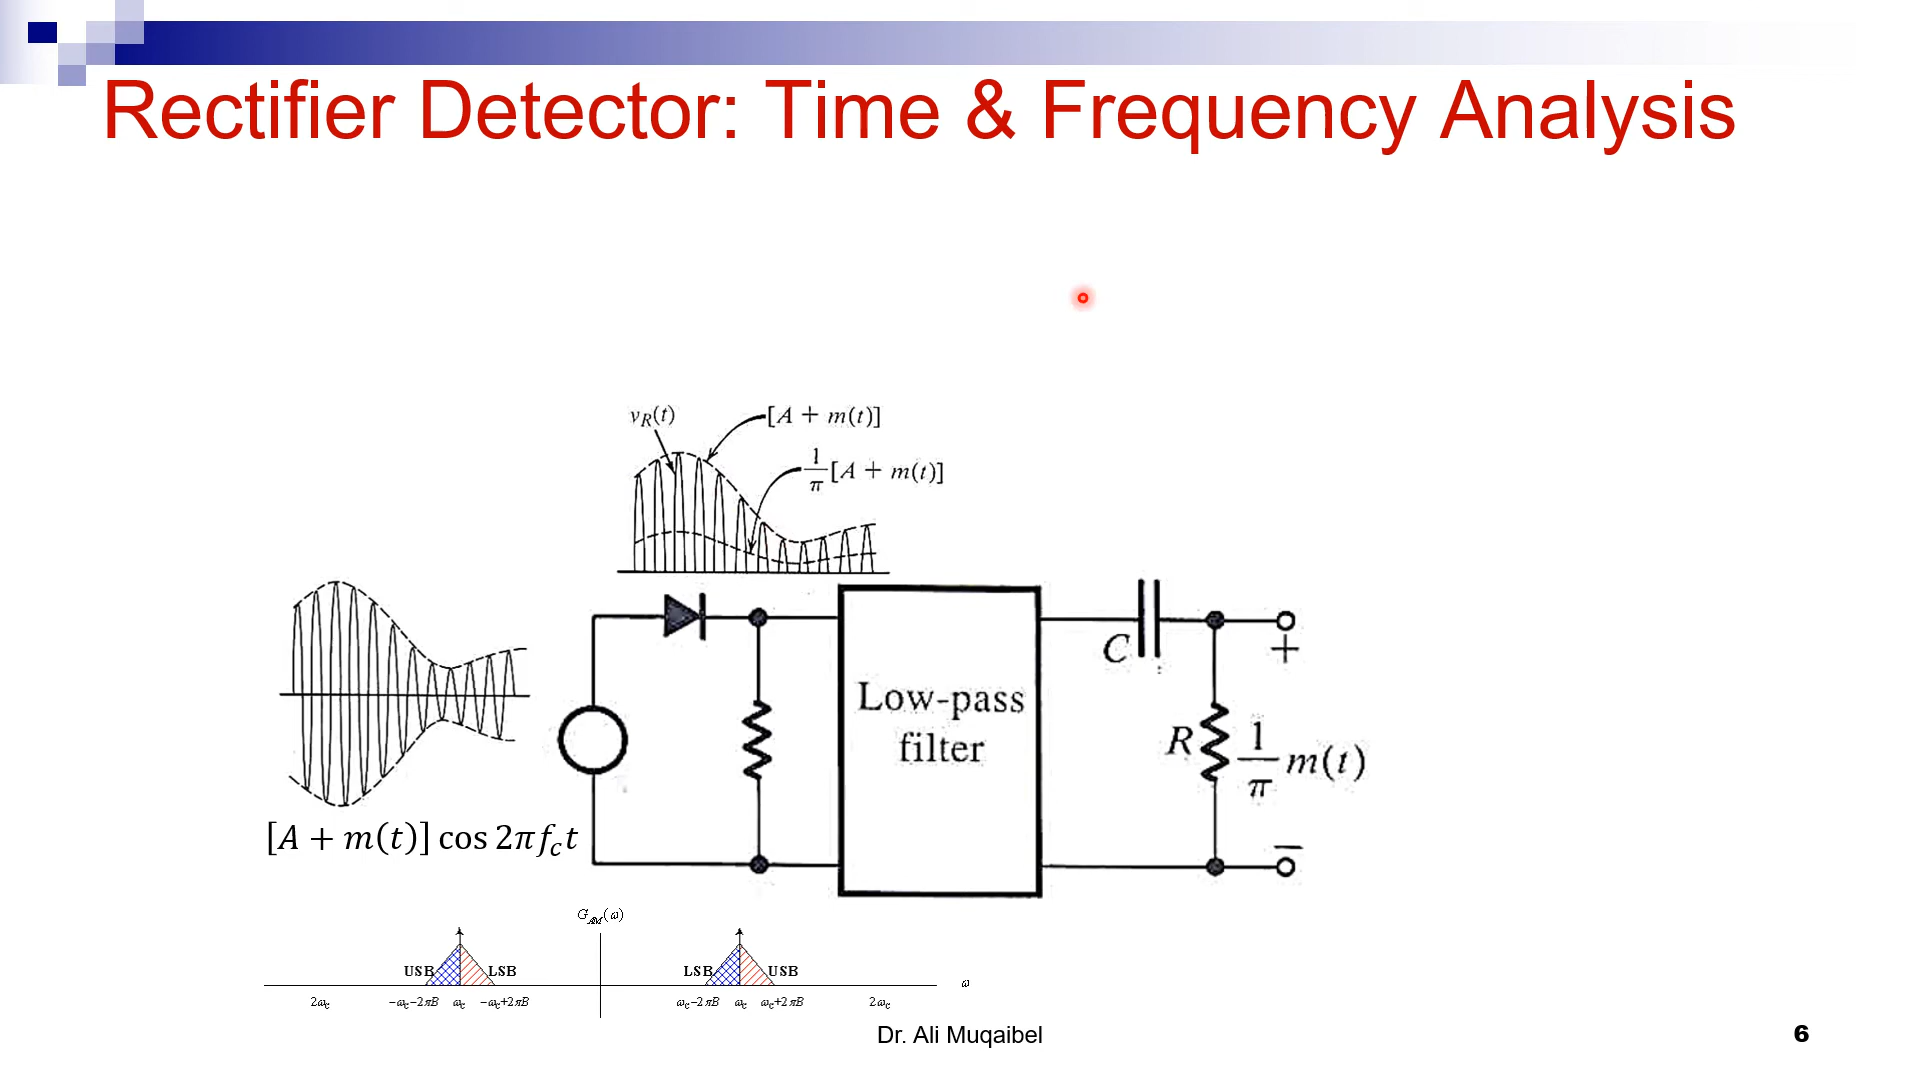 Rectifier Detector: Time & Frequency Analysis
v_R(t)
[A + m(t)]
1/π [A + m(t)]
C
+
Low-pass
filter
R
1/π m(t)
−
[A + m(t)] cos 2πf_c t
G_AM(ω)
USB LSB LSB USB
ω
2ω_c −ω_c−2πB ω_c −ω_c+2πB ω_c−2πB ω_c ω_c+2πB 2ω_c
Dr. Ali Muqaibel
6